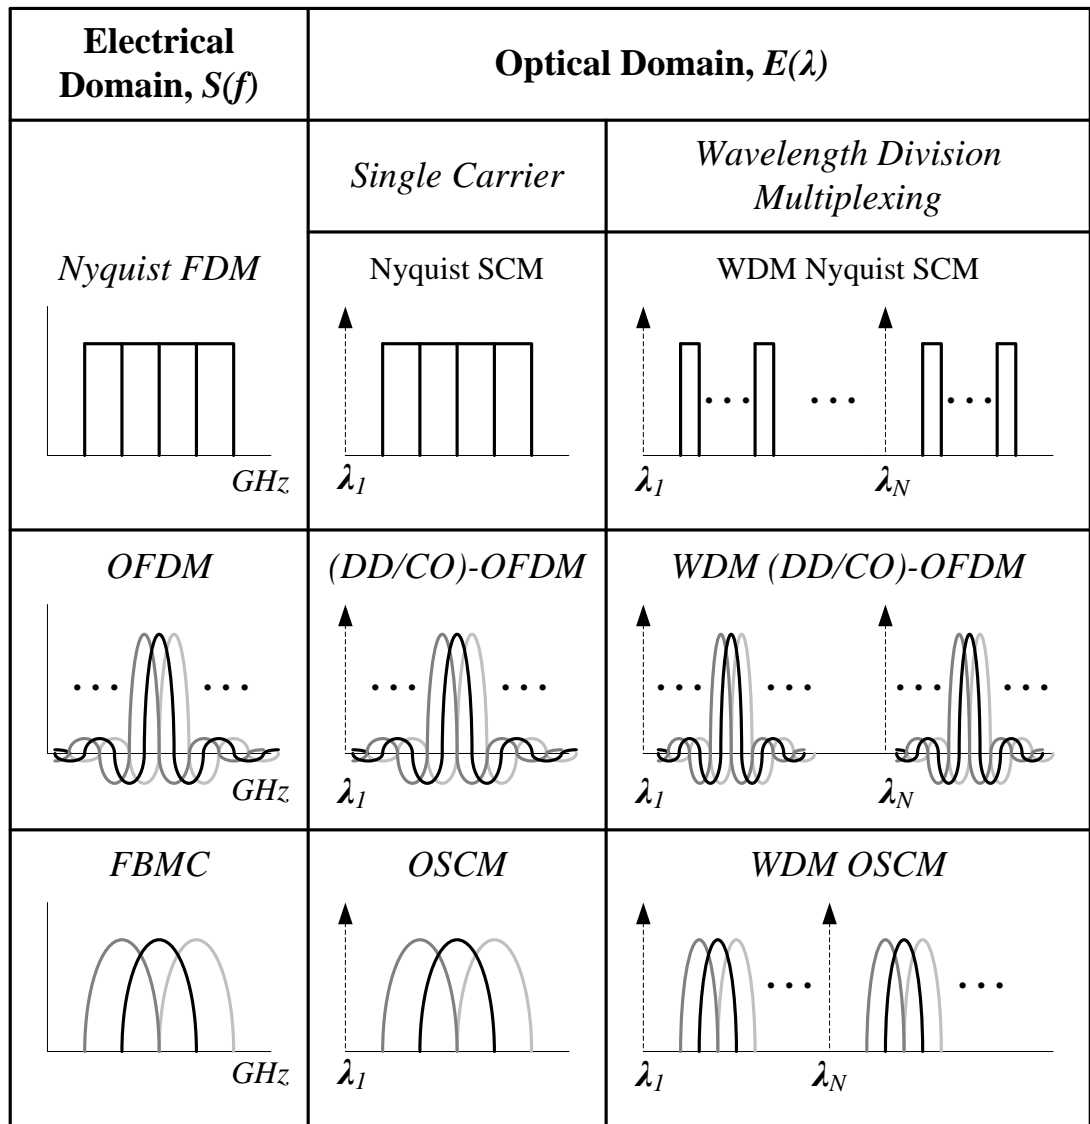 Electrical
Domain, S(f)
Optical Domain, E(λ)
Single Carrier
Wavelength Division
Multiplexing
Nyquist FDM
Nyquist SCM
WDM Nyquist SCM
GHz
λ1
λ1
λN
OFDM
(DD/CO)-OFDM
WDM (DD/CO)-OFDM
GHz
λ1
λ1
λN
FBMC
OSCM
WDM OSCM
GHz
λ1
λ1
λN